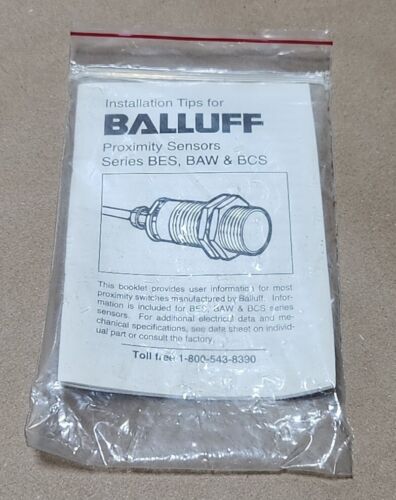 Installation Tips for
BALLUFF
Proximity Sensors
Series BES, BAW & BCS
This booklet provides user information for most
proximity switches manufactured by Balluff. Infor-
mation is included for BES, BAW & BCS series
sensors. For additional electrical data and me-
chanical specifications, see data sheet on individ-
ual part or consult the factory.
Toll free 1-800-543-8390